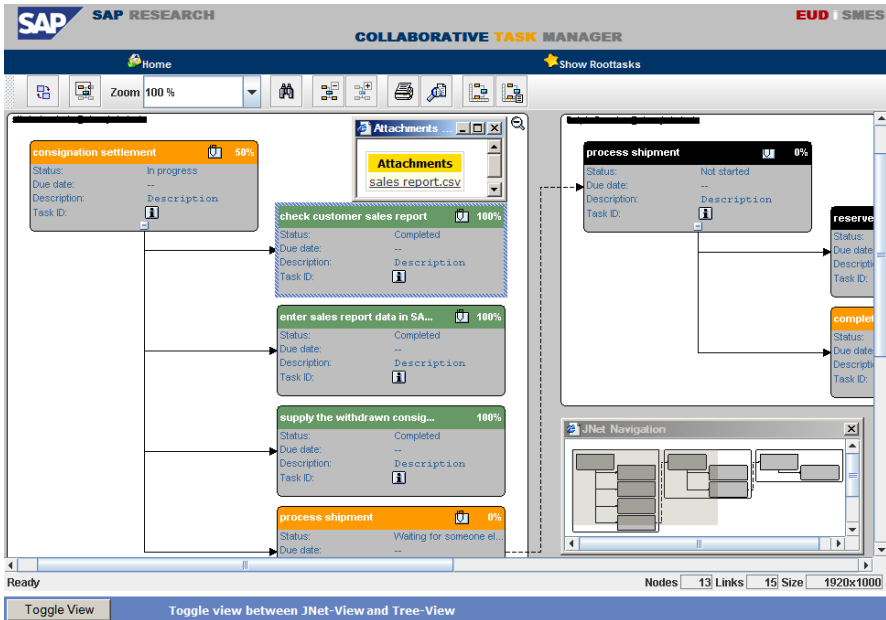 SAP
SAP RESEARCH
EUD I SMES
COLLABORATIVE TASK MANAGER
Home
Show Roottasks
Zoom 100 %
Attachments ...
Attachments
sales report.csv
consignation settlement 50%
Status: In progress
Due date: --
Description: Description
Task ID:
check customer sales report 100%
Status: Completed
Due date: --
Description: Description
Task ID:
enter sales report data in SA... 100%
Status: Completed
Due date: --
Description: Description
Task ID:
supply the withdrawn consig... 100%
Status: Completed
Due date: --
Description: Description
Task ID:
process shipment 0%
Status: Waiting for someone el...
Due date: --
process shipment 0%
Status: Not started
Due date: --
Description: Description
Task ID:
reserve
Status:
Due date
Descripti
Task ID:
complet
Status:
Due date
Descripti
Task ID:
JNet Navigation
Ready
Nodes 13 Links 15 Size 1920x1000
Toggle View
Toggle view between JNet-View and Tree-View